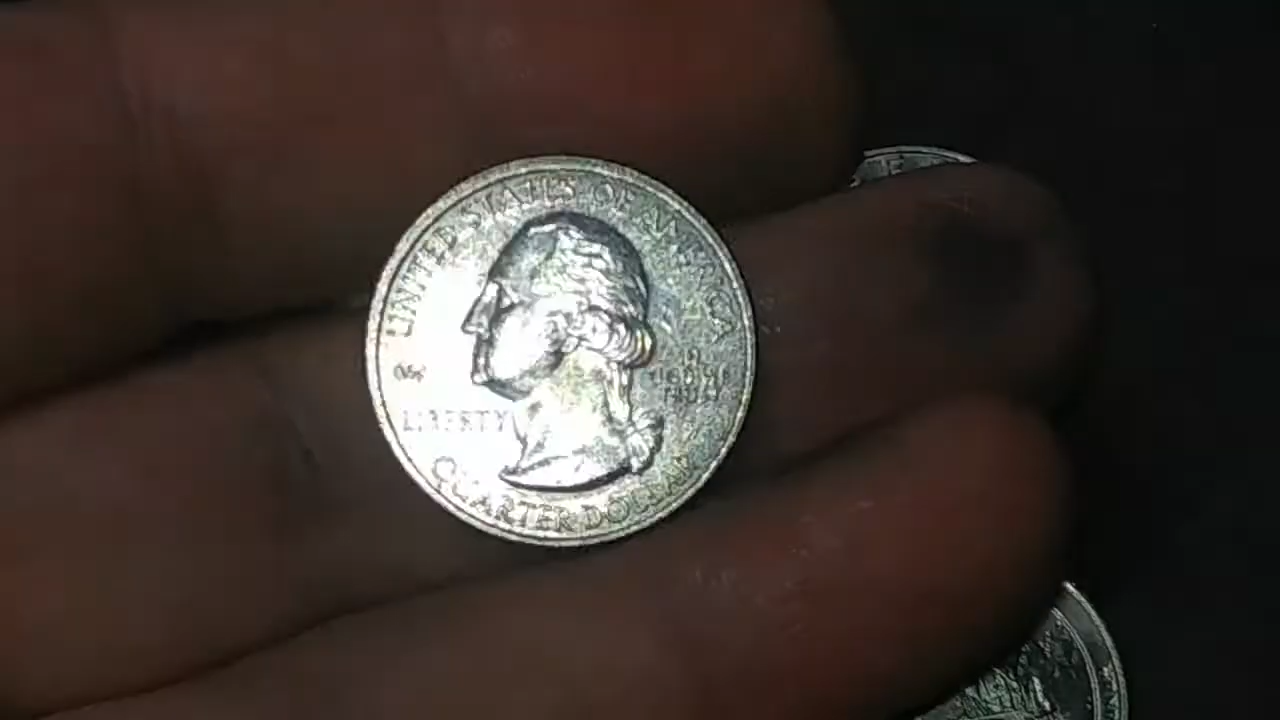 UNITED STATES OF AMERICA
LIBERTY
IN
GOD WE
TRUST
QUARTER DOLLAR